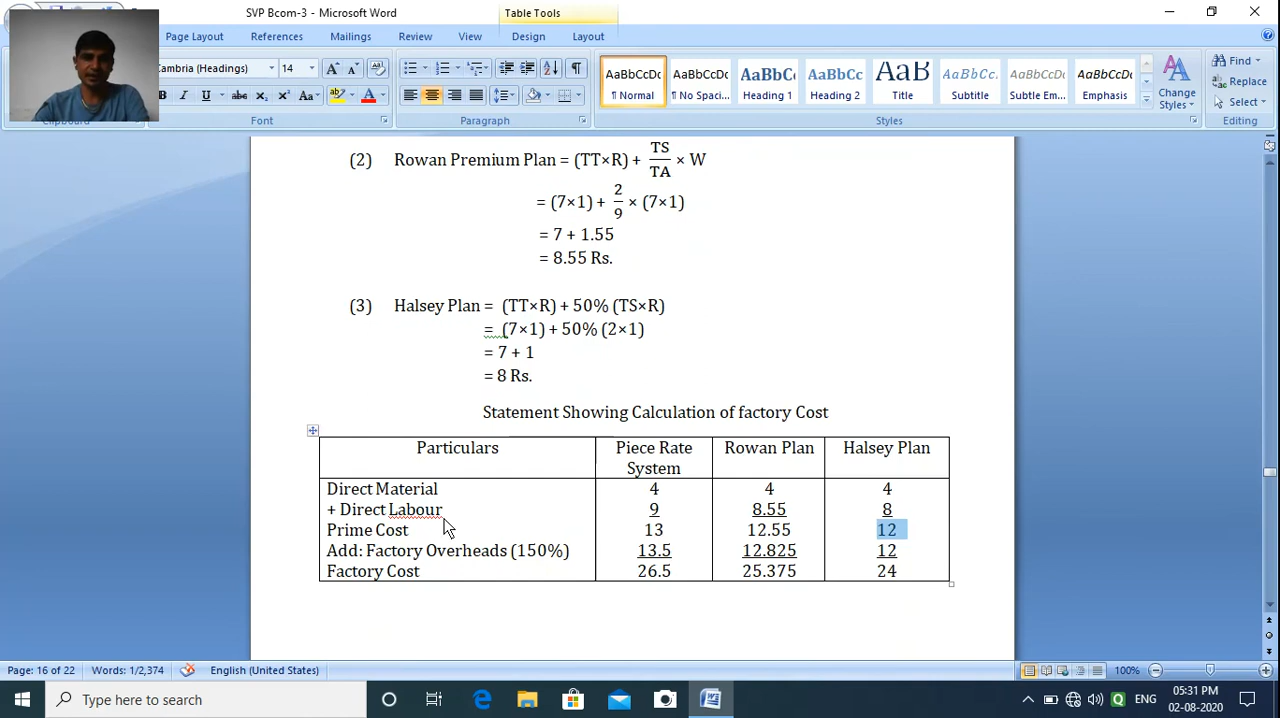 SVP Bcom-3 - Microsoft Word
Table Tools
Page Layout References Mailings Review View Design Layout
Cambria (Headings) 14
AaBbCcDc AaBbCcDc AaBbC AaBbCc AaB AaBbCc. AaBbCcDc AaBbCcDc
¶ Normal ¶ No Spaci... Heading 1 Heading 2 Title Subtitle Subtle Em... Emphasis
Change Styles
Find
Replace
Select
Font Paragraph Styles Editing
(2) Rowan Premium Plan = (TT×R) + TS/TA × W
= (7×1) + 2/9 × (7×1)
= 7 + 1.55
= 8.55 Rs.
(3) Halsey Plan = (TT×R) + 50% (TS×R)
= (7×1) + 50% (2×1)
= 7 + 1
= 8 Rs.
Statement Showing Calculation of factory Cost
Particulars Piece Rate System Rowan Plan Halsey Plan
Direct Material 4 4 4
+ Direct Labour 9 8.55 8
Prime Cost 13 12.55 12
Add: Factory Overheads (150%) 13.5 12.825 12
Factory Cost 26.5 25.375 24
Page: 16 of 22 Words: 1/2,374 English (United States) 100%
Type here to search
ENG
05:31 PM
02-08-2020